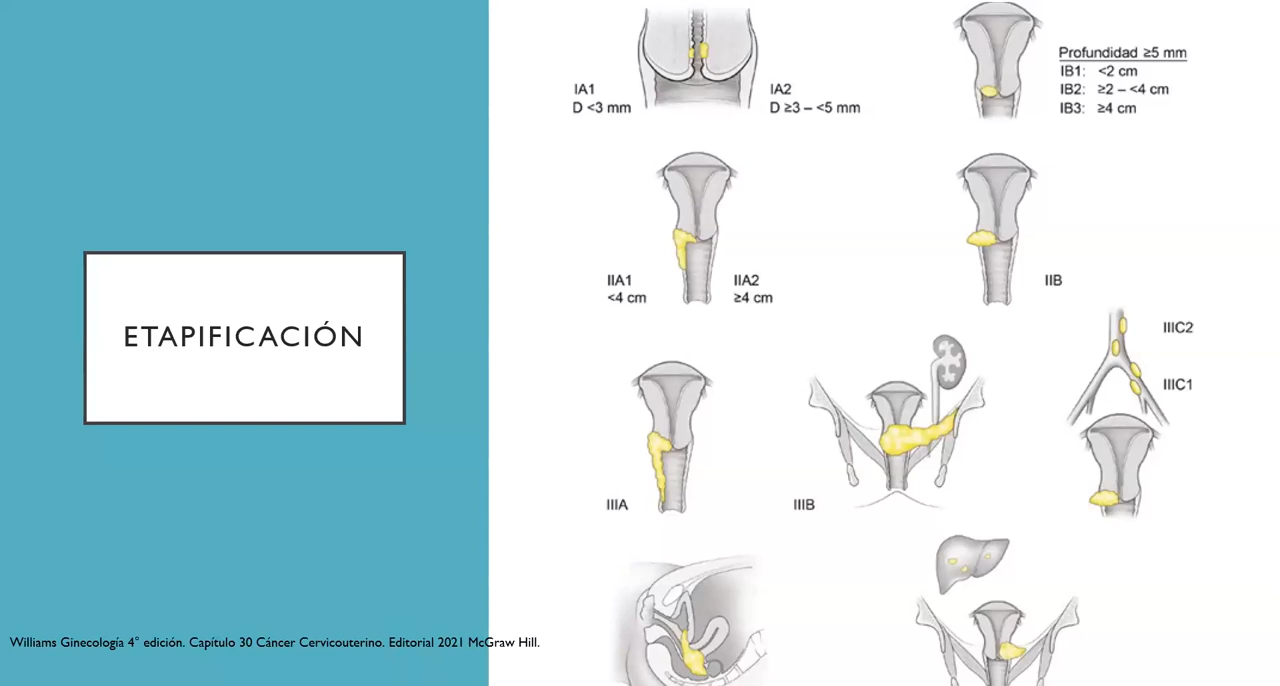 ETAPIFICACIÓN
Williams Ginecología 4° edición. Capítulo 30 Cáncer Cervicouterino. Editorial 2021 McGraw Hill.
IA1
D <3 mm
IA2
D ≥3 – <5 mm
Profundidad ≥5 mm
IB1: <2 cm
IB2: ≥2 – <4 cm
IB3: ≥4 cm
IIA1
<4 cm
IIA2
≥4 cm
IIB
IIIA
IIIB
IIIC2
IIIC1